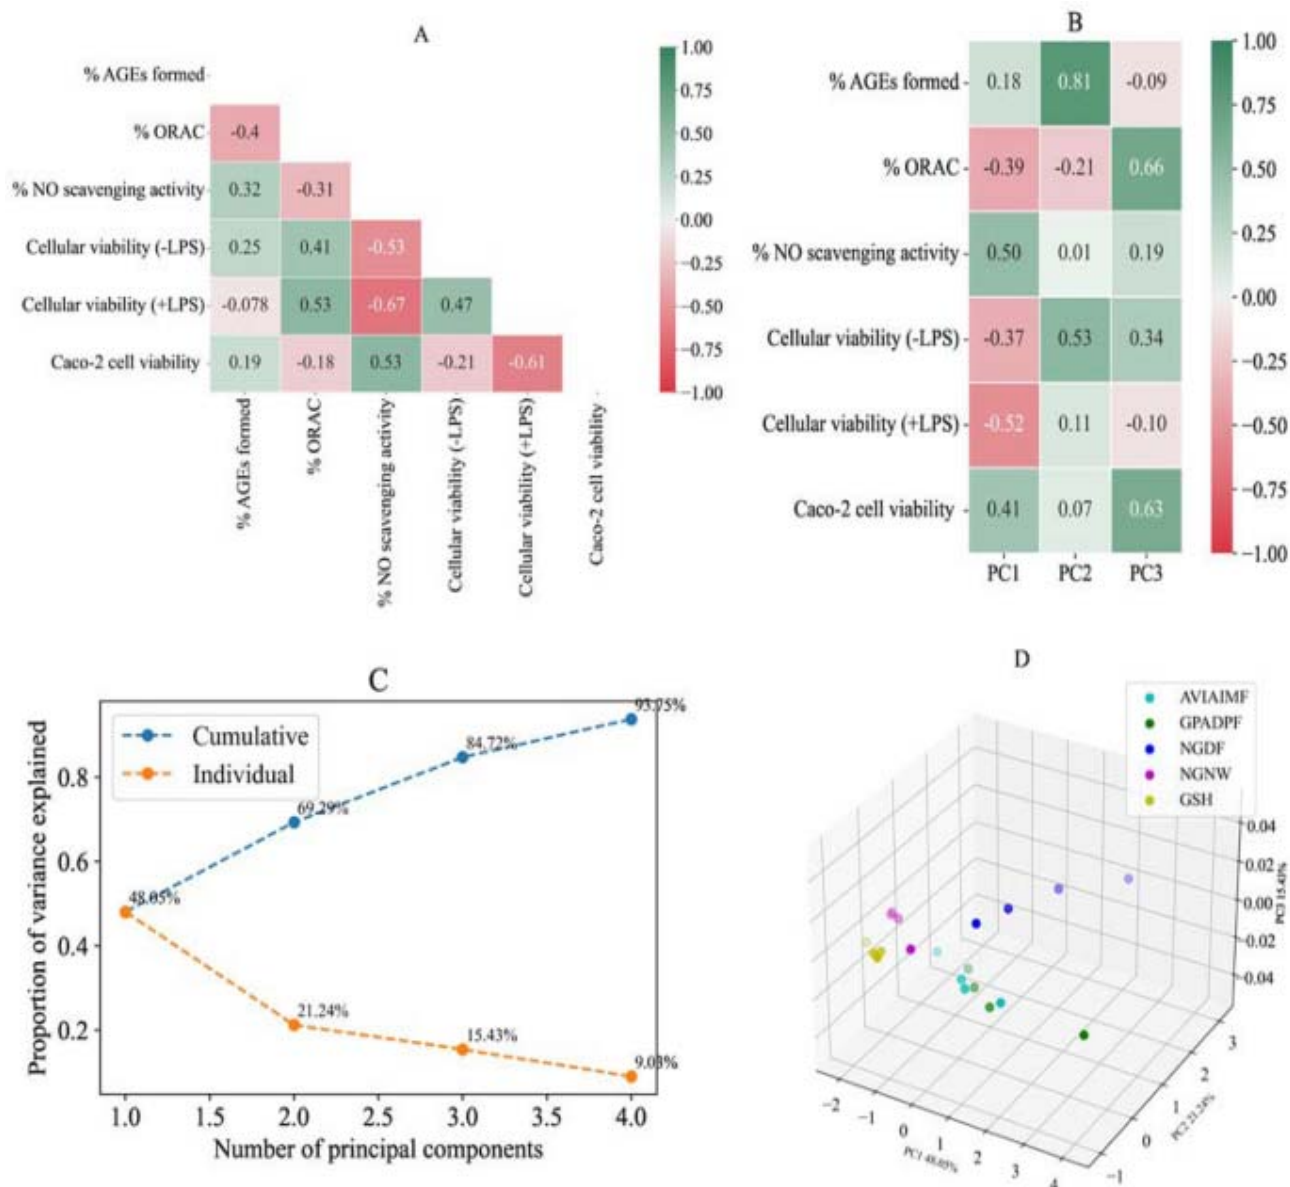 A
% AGEs formed
% ORAC
-0.4
% NO scavenging activity
0.32 -0.31
Cellular viability (-LPS)
0.25 0.41 -0.53
Cellular viability (+LPS)
-0.078 0.53 -0.67 0.47
Caco-2 cell viability
0.19 -0.18 0.53 -0.21 -0.61
% AGEs formed
% ORAC
% NO scavenging activity
Cellular viability (-LPS)
Cellular viability (+LPS)
Caco-2 cell viability
1.00
0.75
0.50
0.25
0.00
−0.25
−0.50
−0.75
−1.00
B
% AGEs formed
0.18 0.81 -0.09
% ORAC
-0.39 -0.21 0.66
% NO scavenging activity
0.50 0.01 0.19
Cellular viability (-LPS)
-0.37 0.53 0.34
Cellular viability (+LPS)
-0.52 0.11 -0.10
Caco-2 cell viability
0.41 0.07 0.63
PC1 PC2 PC3
1.00
0.75
0.50
0.25
0.00
−0.25
−0.50
−0.75
−1.00
C
Proportion of variance explained
0.8
0.6
0.4
0.2
Cumulative
Individual
48.05%
69.29%
84.72%
93.75%
21.24%
15.43%
9.03%
1.0 1.5 2.0 2.5 3.0 3.5 4.0
Number of principal components
D
AVIAIMF
GPADPF
NGDF
NGNW
GSH
0.04
0.02
0.00
0.02
0.04
PC3 15.43%
3
2
1
0
−1
PC2 21.24%
−2 −1 0 1 2 3 4
PC1 48.05%